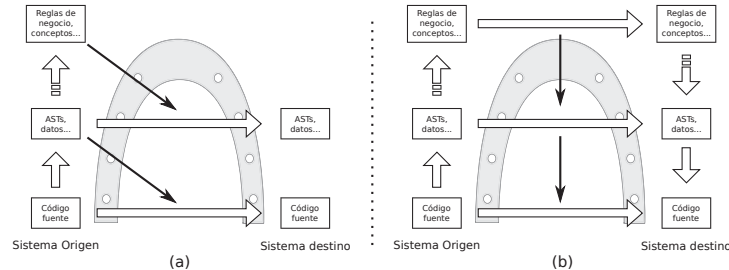 Reglas de
negocio,
conceptos...
ASTs,
datos...
ASTs,
datos...
Código
fuente
Código
fuente
Sistema Origen
Sistema destino
(a)
Reglas de
negocio,
conceptos...
Reglas de
negocio,
conceptos...
ASTs,
datos...
ASTs,
datos...
Código
fuente
Código
fuente
Sistema Origen
Sistema destino
(b)